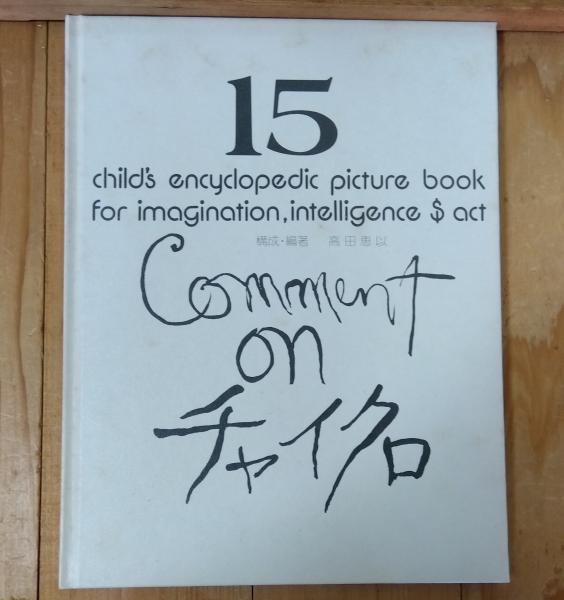 15
child's encyclopedic picture book
for imagination, intelligence $ act
構成・編著 高田恵以
Comment
on
チャイクロ